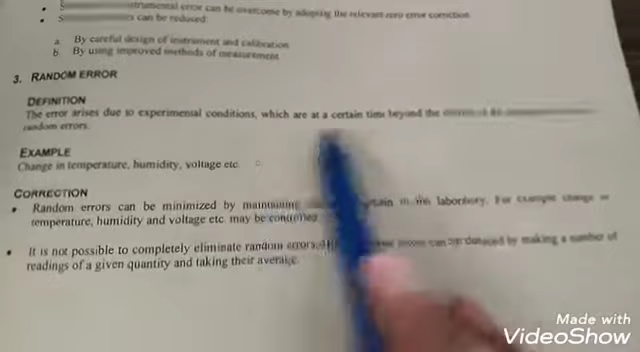 instrumental error can be overcome by adopting the relevant zero error correction
can be reduced:
a. By careful design of instrument and calibration
b. By using improved methods of measurement
3. RANDOM ERROR
DEFINITION
The error arises due to experimental conditions, which are at a certain time beyond the
random errors.
EXAMPLE
Change in temperature, humidity, voltage etc.
CORRECTION
• Random errors can be minimized by maintaining in the laboratory. For example change in
temperature, humidity and voltage etc. may be controlled
• It is not possible to completely eliminate random errors. can be deduced by making a number of
readings of a given quantity and taking their average.
Made with
VideoShow